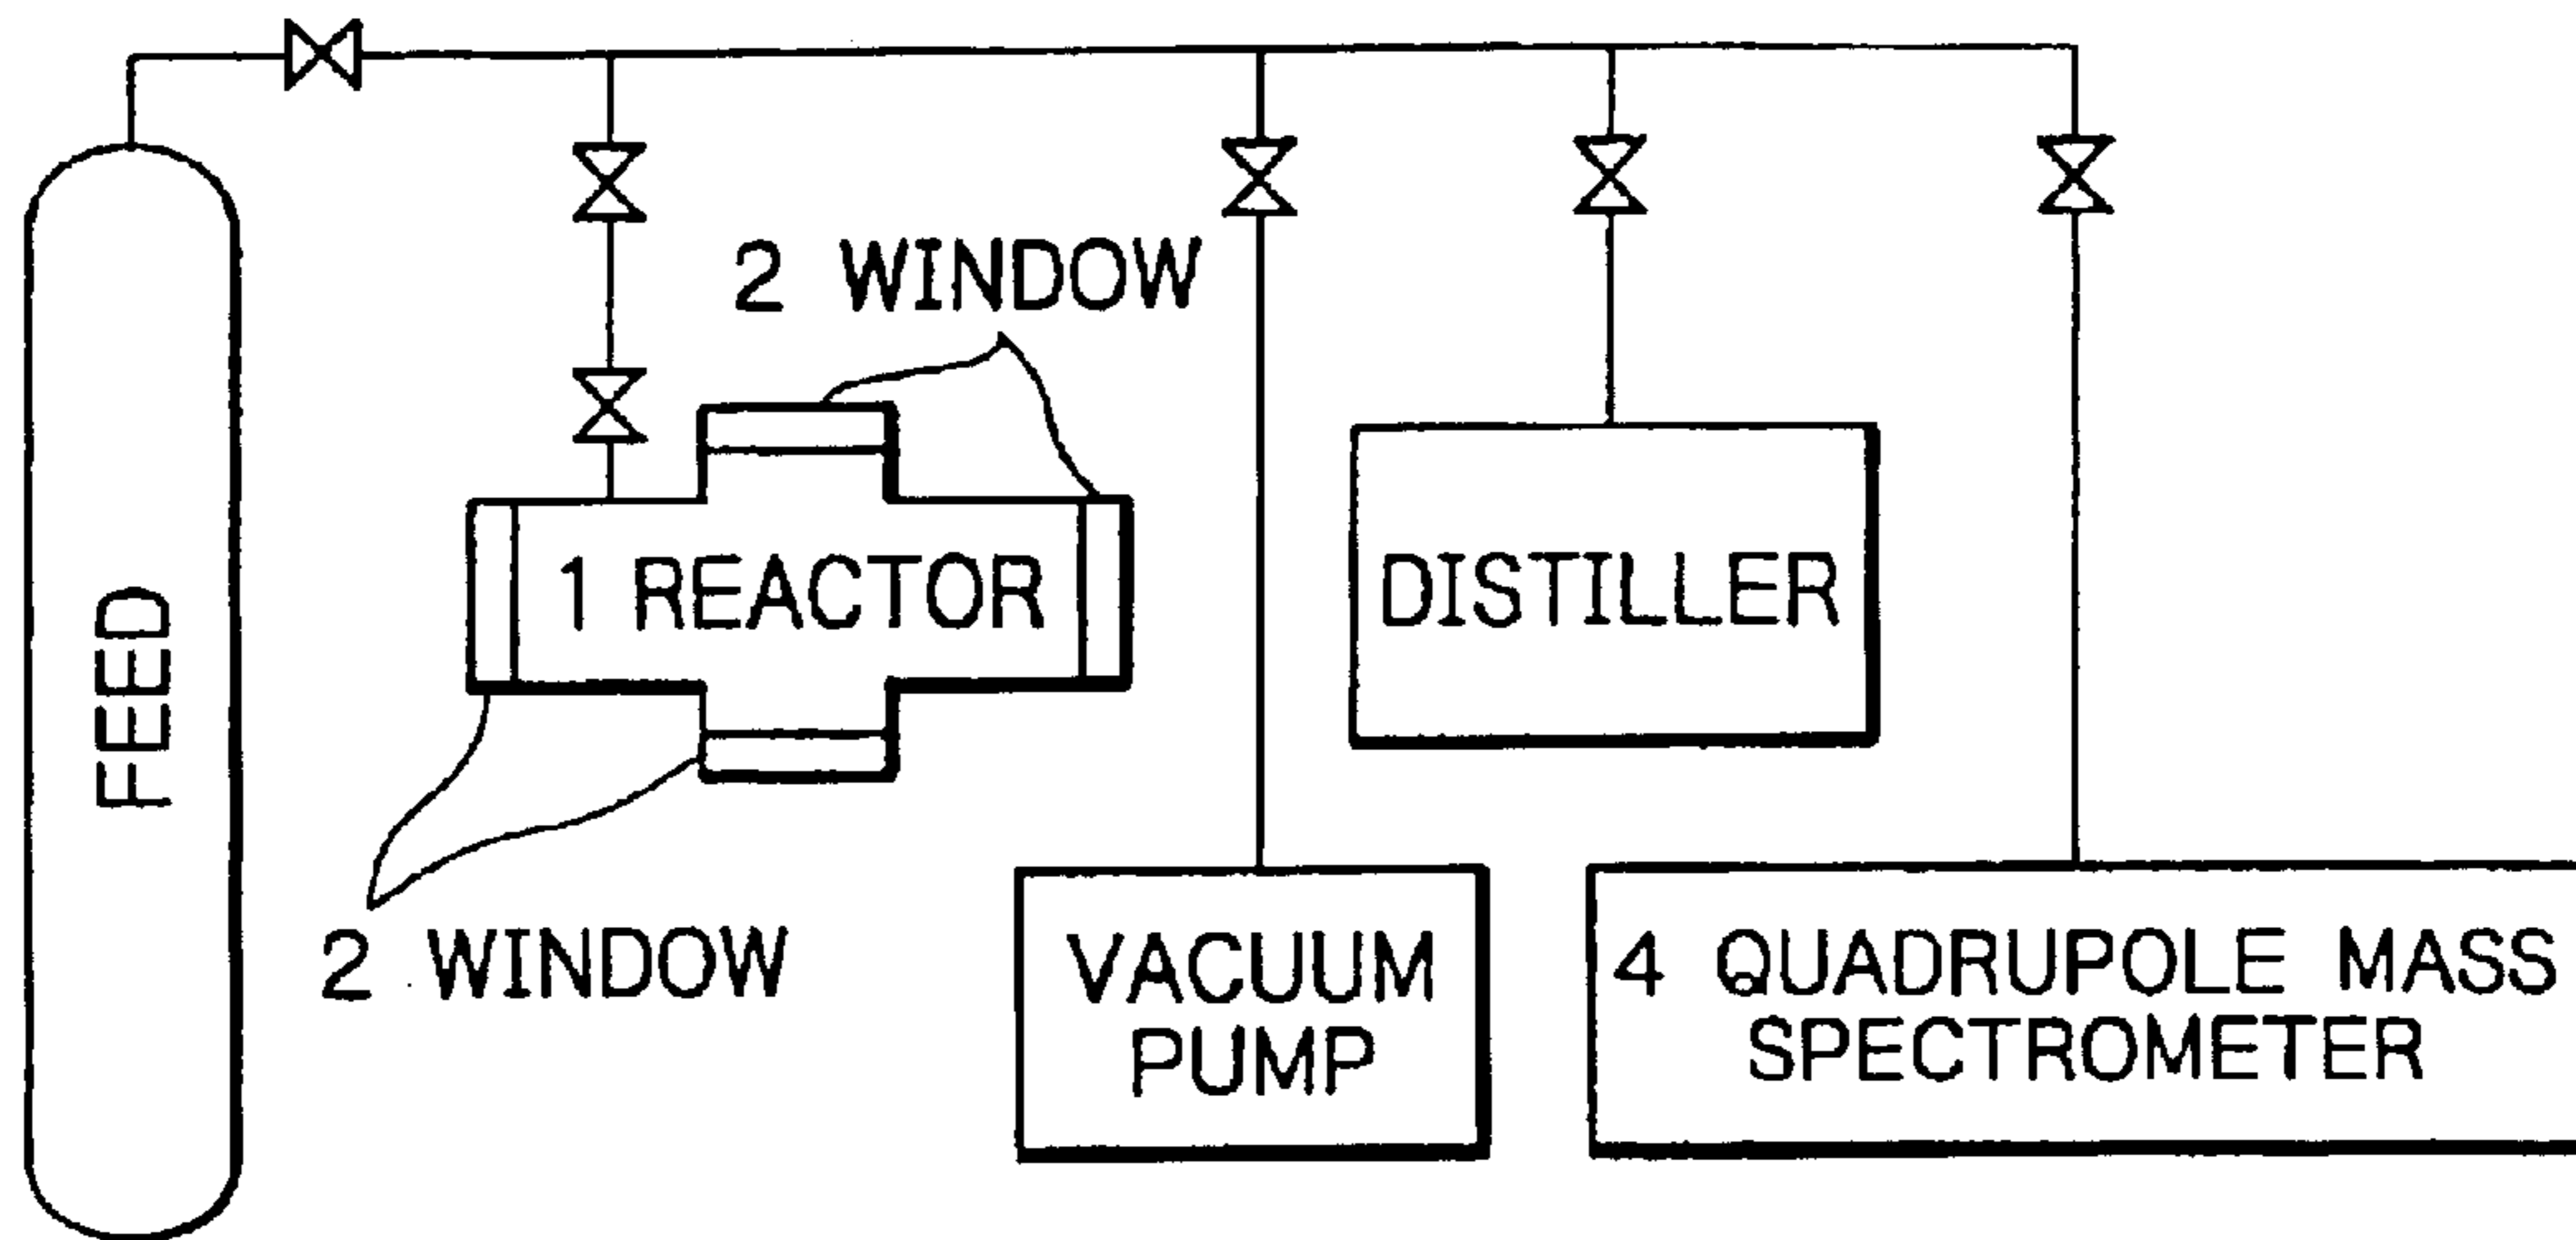 2 WINDOW
FEED
1 REACTOR
DISTILLER
2 WINDOW
VACUUM
PUMP
4 QUADRUPOLE MASS
SPECTROMETER